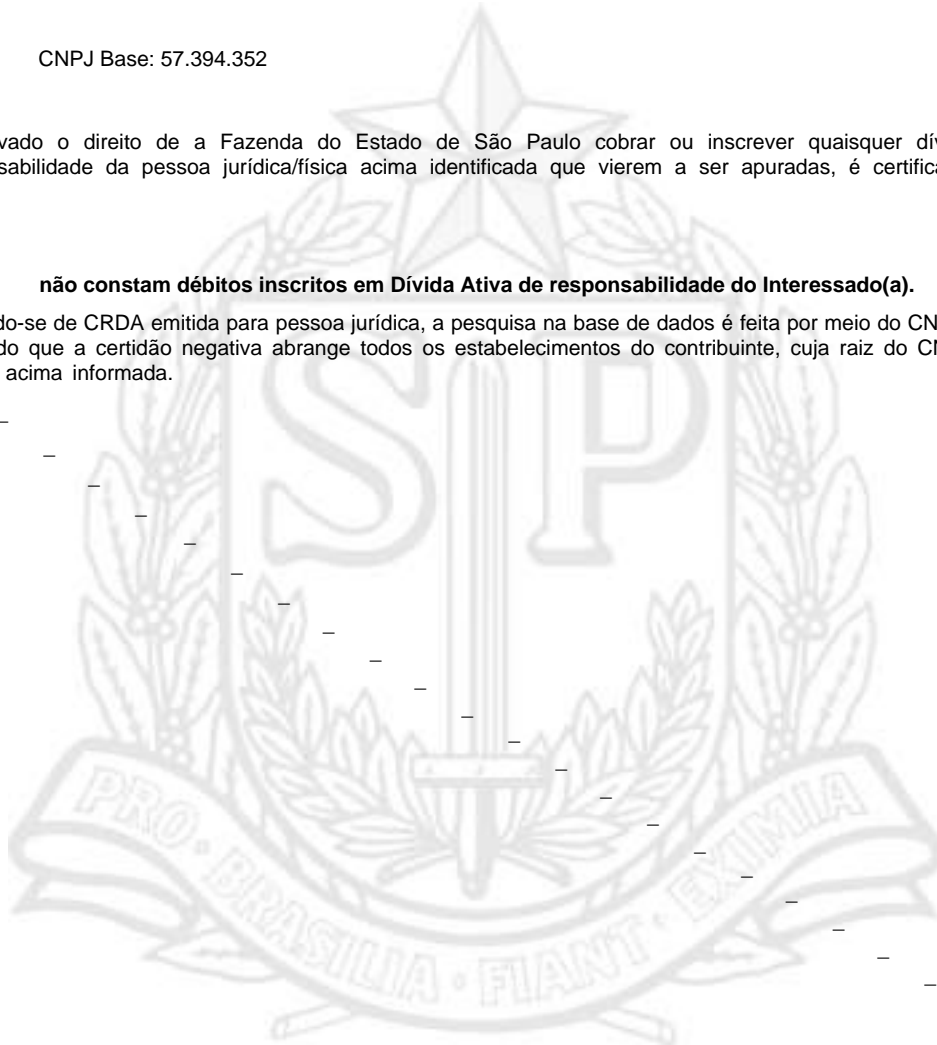 CNPJ Base: 57.394.352
vado o direito de a Fazenda do Estado de São Paulo cobrar ou inscrever quaisquer dív
sabilidade da pessoa jurídica/física acima identificada que vierem a ser apuradas, é certifica
não constam débitos inscritos em Dívida Ativa de responsabilidade do Interessado(a).
do-se de CRDA emitida para pessoa jurídica, a pesquisa na base de dados é feita por meio do CN
do que a certidão negativa abrange todos os estabelecimentos do contribuinte, cuja raiz do CN
acima informada.
SP
PRO · BRASILIA · FIANT · EXIMIA